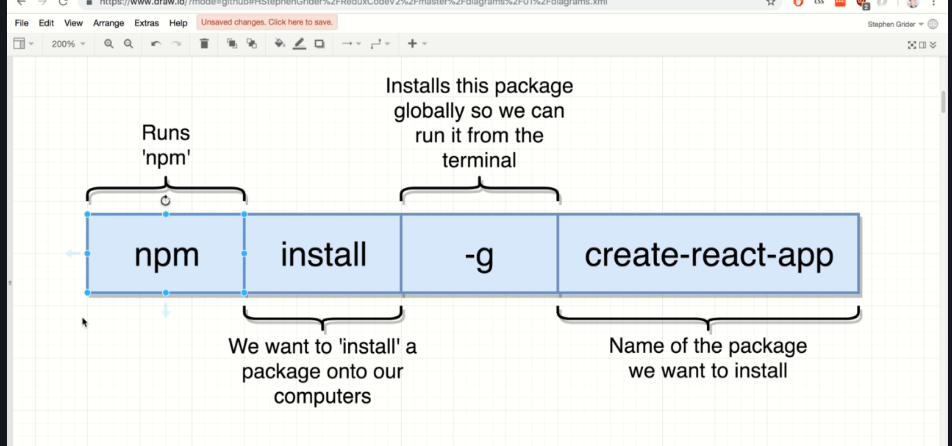 https://www.draw.io/?mode=github#HStephenGrider%2FReduxCodeV2%2Fmaster%2Fdiagrams%2F01%2Fdiagrams.xml
File Edit View Arrange Extras Help Unsaved changes. Click here to save.
Stephen Grider
200%
Installs this package
globally so we can
run it from the
terminal
Runs
'npm'
npm install -g create-react-app
We want to 'install' a
package onto our
computers
Name of the package
we want to install